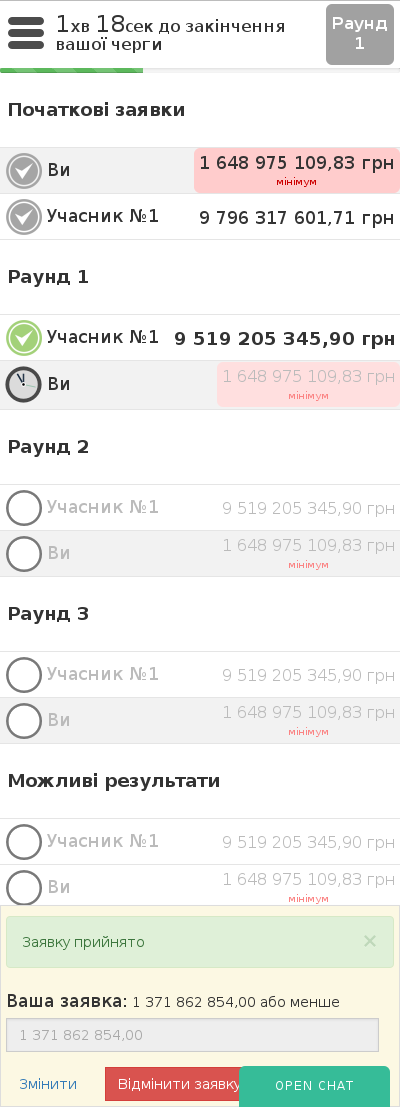 1хв 18сек до закінчення
вашої черги
Раунд
1
Початкові заявки
Ви
1 648 975 109,83 грн
мінімум
Учасник №1
9 796 317 601,71 грн
Раунд 1
Учасник №1
9 519 205 345,90 грн
Ви
1 648 975 109,83 грн
мінімум
Раунд 2
Учасник №1
9 519 205 345,90 грн
Ви
1 648 975 109,83 грн
мінімум
Раунд 3
Учасник №1
9 519 205 345,90 грн
Ви
1 648 975 109,83 грн
мінімум
Можливі результати
Учасник №1
9 519 205 345,90 грн
Ви
1 648 975 109,83 грн
мінімум
Заявку прийнято
×
Ваша заявка: 1 371 862 854,00 або менше
1 371 862 854,00
Змінити
Відмінити заявку
OPEN CHAT